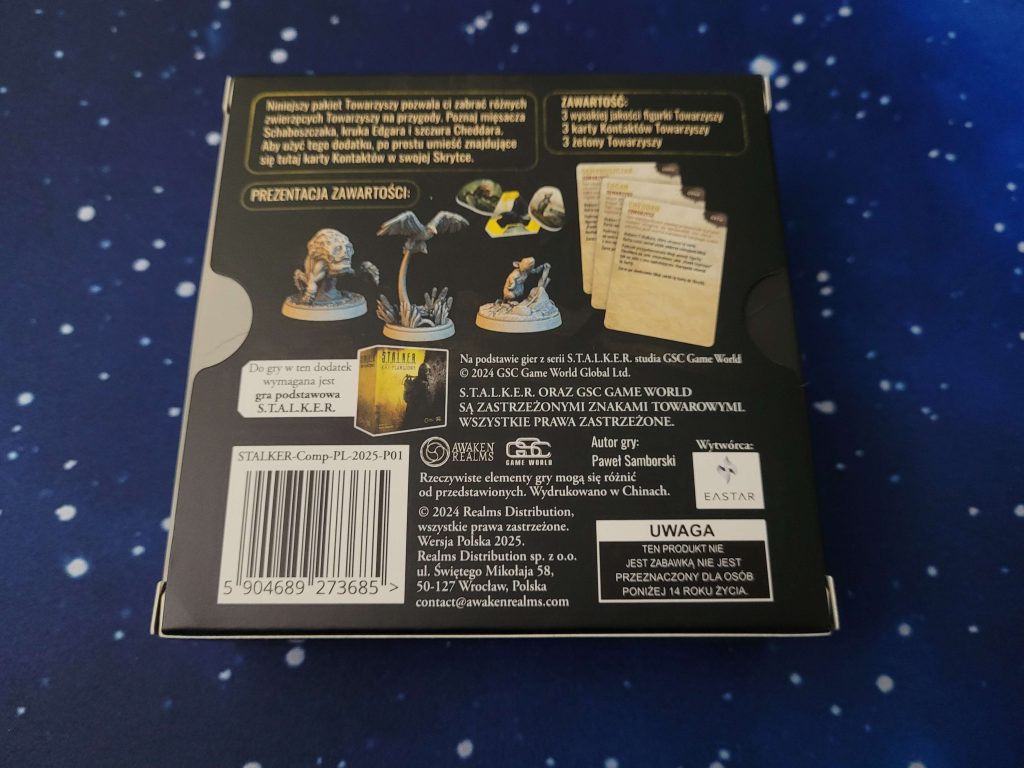 Niniejszy pakiet Towarzyszy pozwala ci zabrać różnych
zwierzęcych Towarzyszy na przygody. Poznaj mięsacza
Schaboszczaka, kruka Edgara i szczura Cheddara.
Aby użyć tego dodatku, po prostu umieść znajdujące
się tutaj karty Kontaktów w swojej Skrytce.
ZAWARTOŚĆ:
3 wysokiej jakości figurki Towarzyszy
3 karty Kontaktów Towarzyszy
3 żetony Towarzyszy
PREZENTACJA ZAWARTOŚCI:
EDGAR
CHEDDAR
TOWARZYSZ
Do gry w ten dodatek
wymagana jest
gra podstawowa
S.T.A.L.K.E.R.
S.T.A.L.K.E.R.
GRA PLANSZOWA
Na podstawie gier z serii S.T.A.L.K.E.R. studia GSC Game World
© 2024 GSC Game World Global Ltd.
S.T.A.L.K.E.R. ORAZ GSC GAME WORLD
SĄ ZASTRZEŻONYMI ZNAKAMI TOWAROWYMI.
WSZYSTKIE PRAWA ZASTRZEŻONE.
AWAKEN
REALMS
GSC
GAME WORLD
Autor gry:
Paweł Samborski
Wytwórca:
EASTAR
STALKER-Comp-PL-2025-P01
5 904689 273685 >
Rzeczywiste elementy gry mogą się różnić
od przedstawionych. Wydrukowano w Chinach.
© 2024 Realms Distribution,
wszystkie prawa zastrzeżone.
Wersja Polska 2025.
Realms Distribution sp. z o.o.
ul. Świętego Mikołaja 58,
50-127 Wrocław, Polska
contact@awakenrealms.com
UWAGA
TEN PRODUKT NIE
JEST ZABAWKĄ NIE JEST
PRZEZNACZONY DLA OSÓB
PONIŻEJ 14 ROKU ŻYCIA.